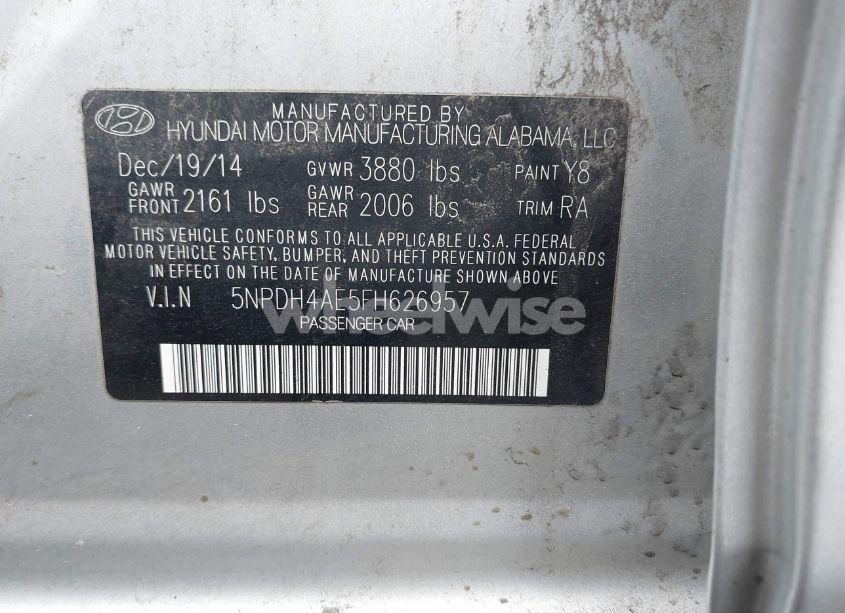 MANUFACTURED BY
HYUNDAI MOTOR MANUFACTURING ALABAMA, LLC
Dec/19/14 GVWR 3880 lbs PAINT Y8
GAWR FRONT 2161 lbs GAWR REAR 2006 lbs TRIM RA
THIS VEHICLE CONFORMS TO ALL APPLICABLE U.S.A. FEDERAL
MOTOR VEHICLE SAFETY, BUMPER, AND THEFT PREVENTION STANDARDS
IN EFFECT ON THE DATE OF MANUFACTURE SHOWN ABOVE.
V.I.N 5NPDH4AE5FH626957
wheelwise
PASSENGER CAR